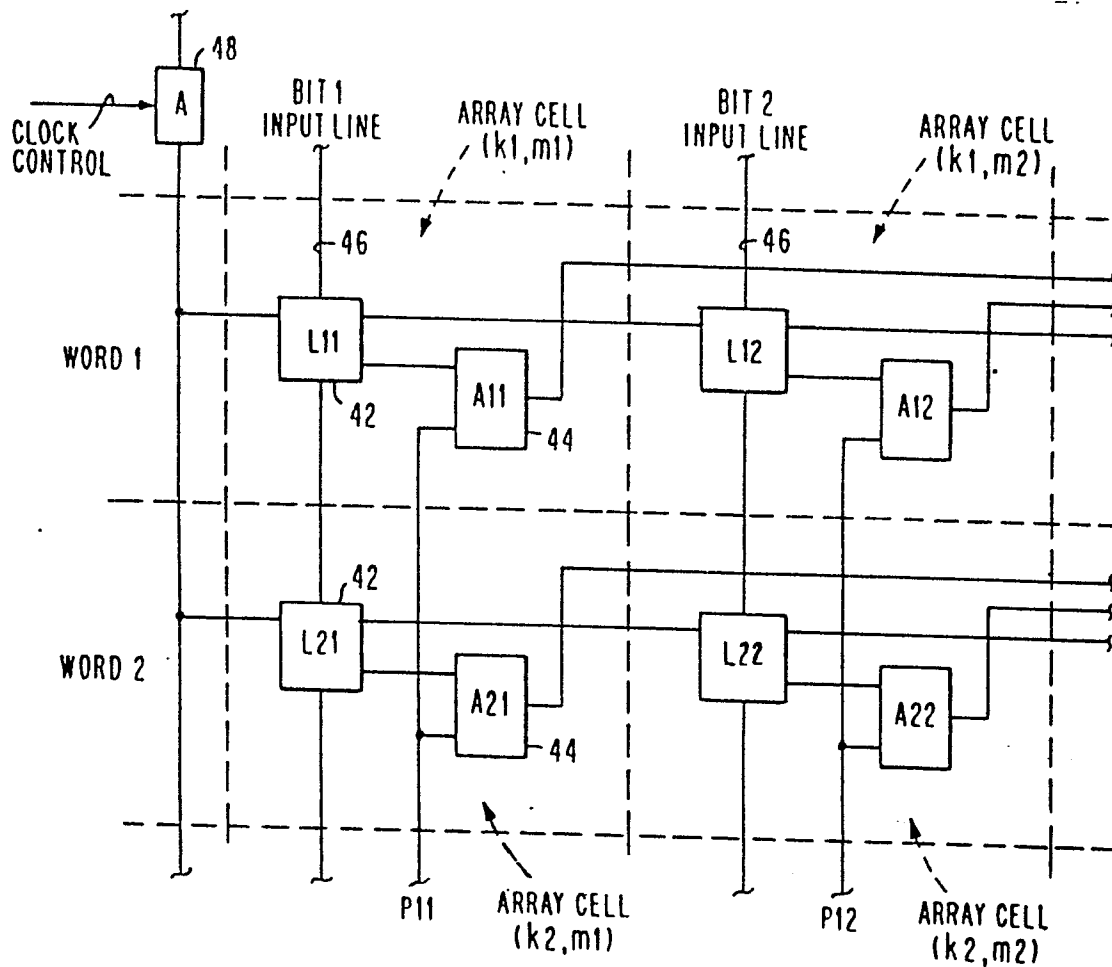 48
A
CLOCK
CONTROL
BIT 1
INPUT LINE
ARRAY CELL
(k1,m1)
BIT 2
INPUT LINE
ARRAY CELL
(k1,m2)
46
46
WORD 1
L11
42
A11
44
L12
A12
WORD 2
42
L21
A21
44
L22
A22
P11
ARRAY CELL
(k2,m1)
P12
ARRAY CELL
(k2,m2)